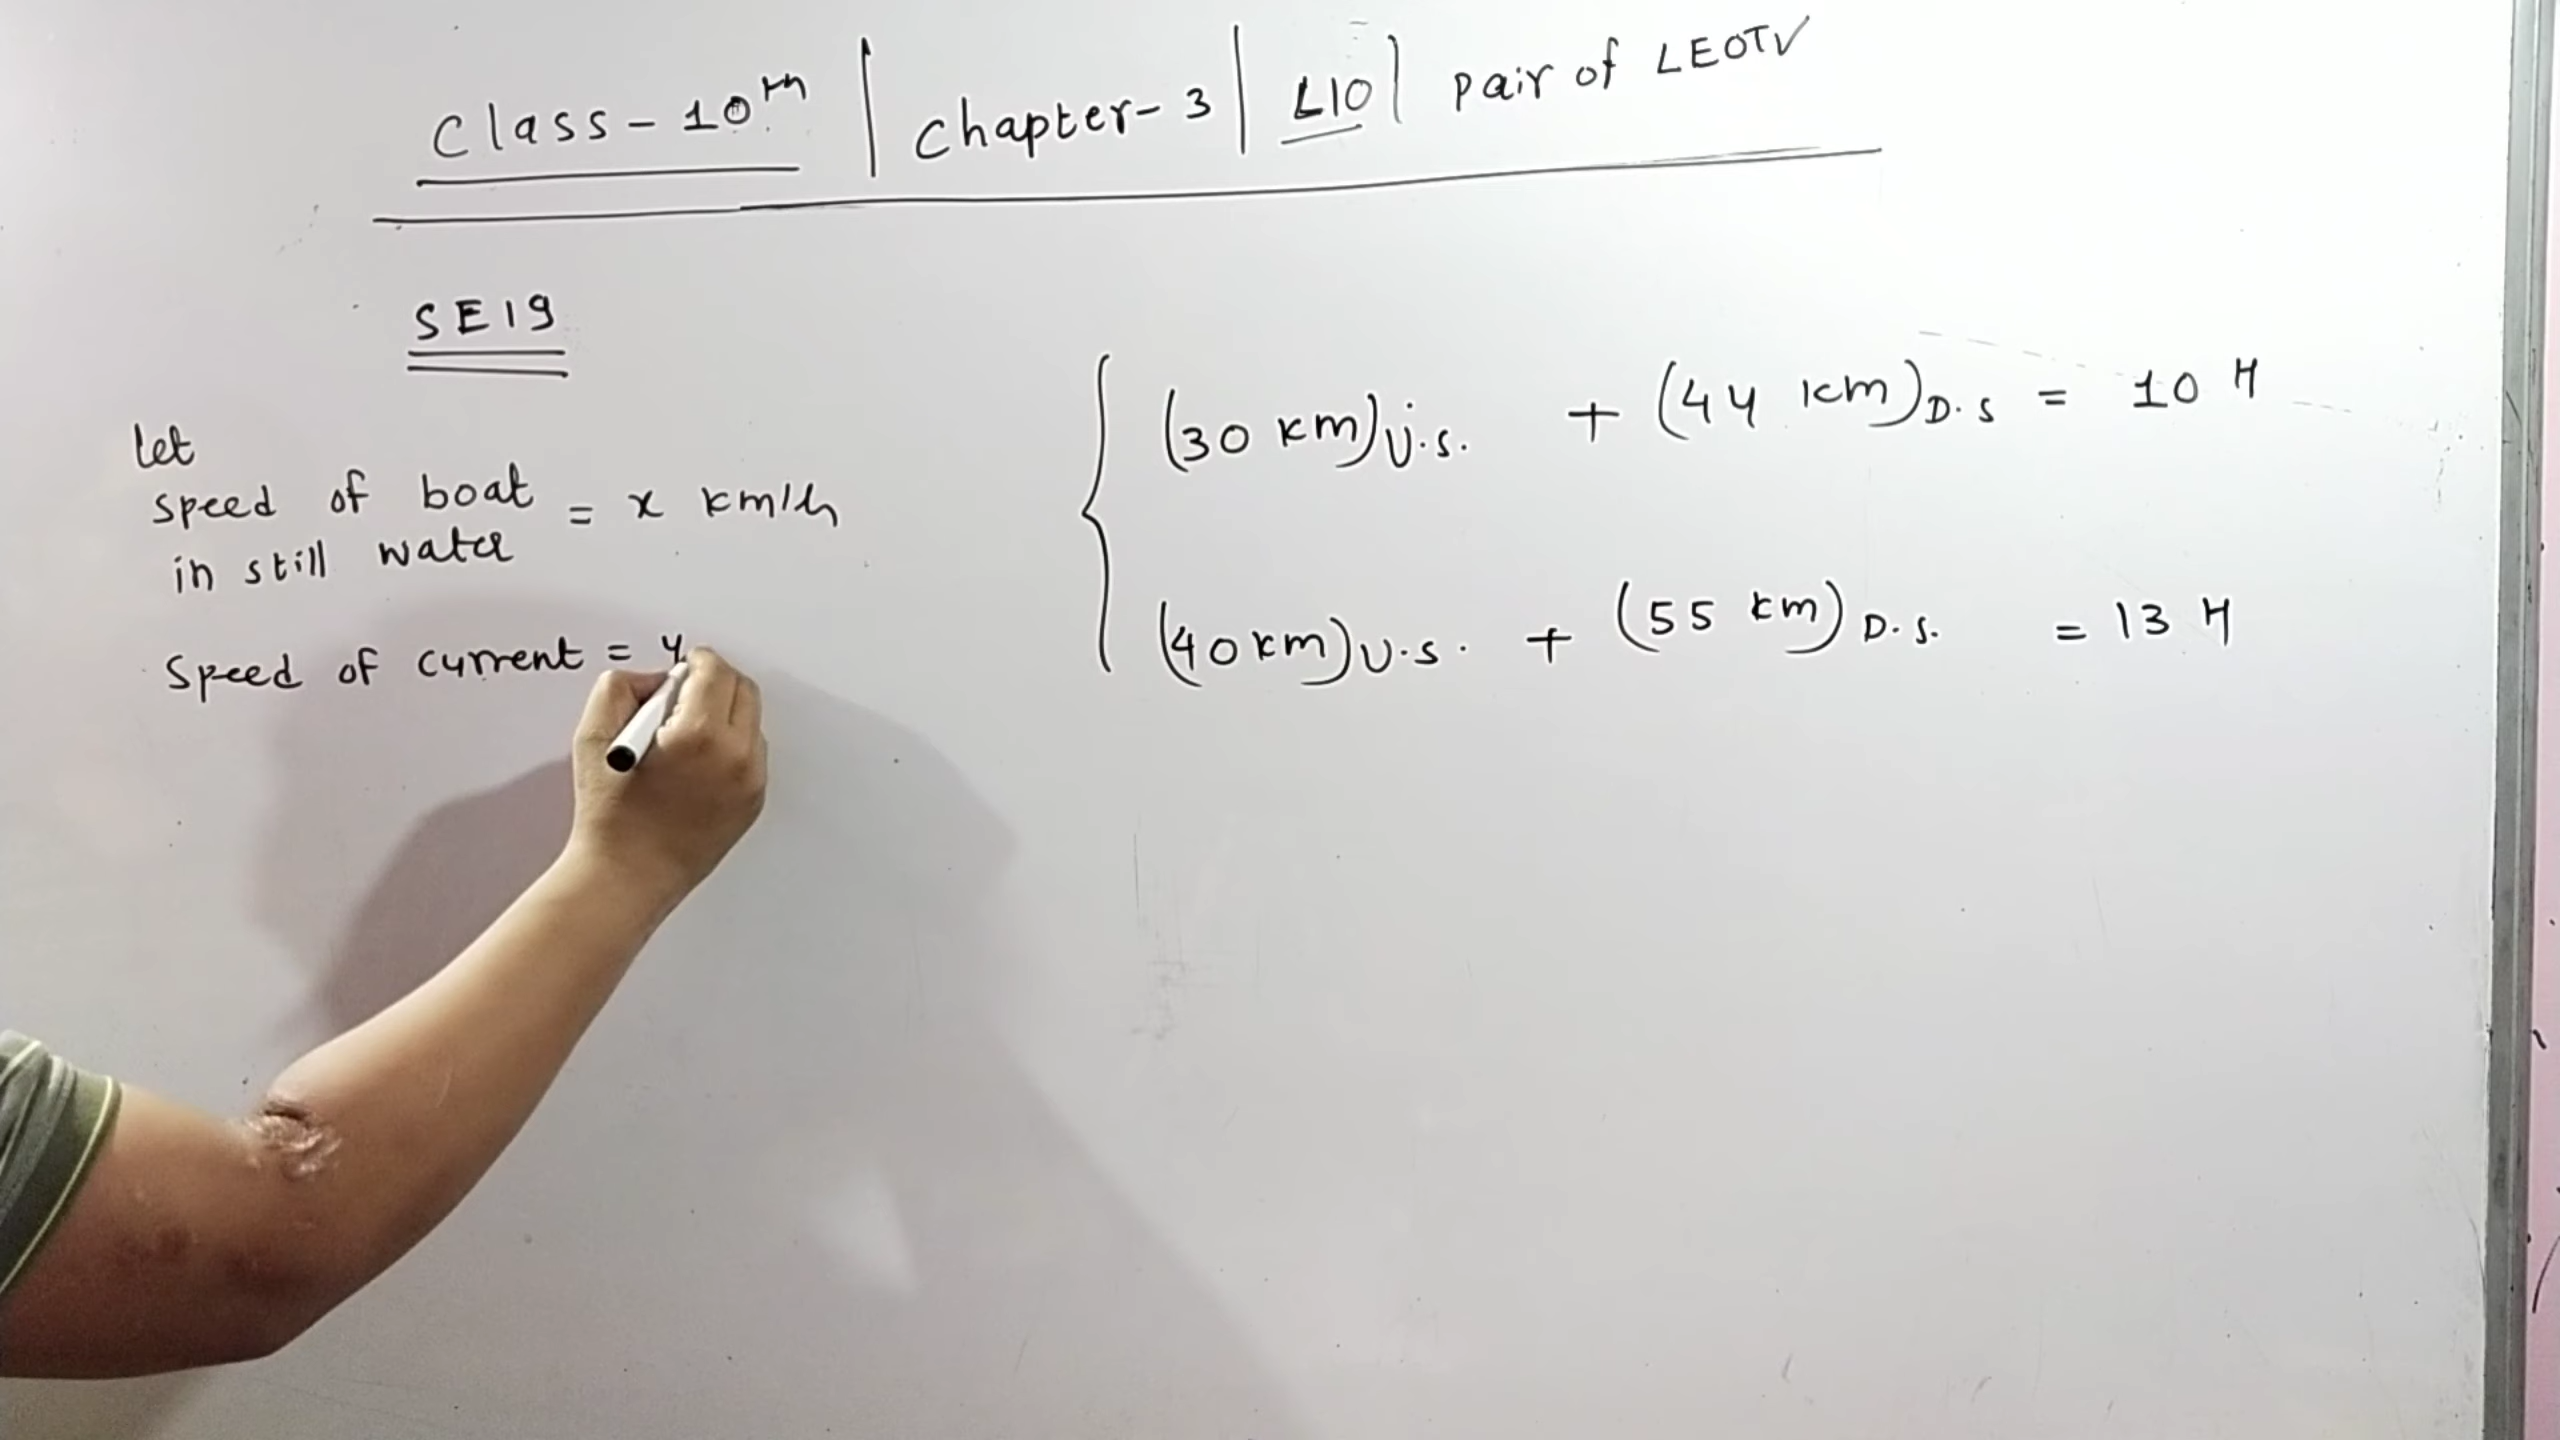 Class-10th | Chapter-3 | L10 | Pair of LEOTV
SE19
(30 km)U.S. + (44 km)D.S = 10 H
let
speed of boat = x km/h
in still water
(40 km)U.S. + (55 km)D.S. = 13 H
Speed of current = y